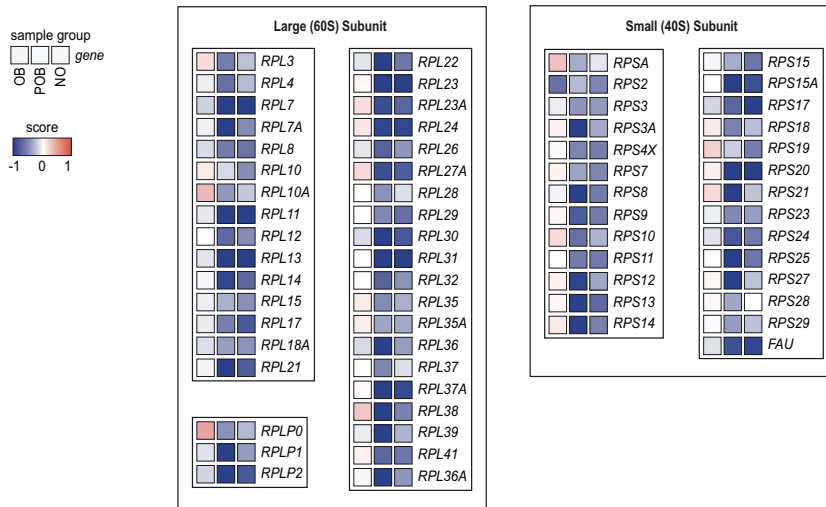 sample group
gene
OB
POB
NO
score
-1 0 1
Large (60S) Subunit
RPL3
RPL4
RPL7
RPL7A
RPL8
RPL10
RPL10A
RPL11
RPL12
RPL13
RPL14
RPL15
RPL17
RPL18A
RPL21
RPLP0
RPLP1
RPLP2
RPL22
RPL23
RPL23A
RPL24
RPL26
RPL27A
RPL28
RPL29
RPL30
RPL31
RPL32
RPL35
RPL35A
RPL36
RPL37
RPL37A
RPL38
RPL39
RPL41
RPL36A
Small (40S) Subunit
RPSA
RPS2
RPS3
RPS3A
RPS4X
RPS7
RPS8
RPS9
RPS10
RPS11
RPS12
RPS13
RPS14
RPS15
RPS15A
RPS17
RPS18
RPS19
RPS20
RPS21
RPS23
RPS24
RPS25
RPS27
RPS28
RPS29
FAU